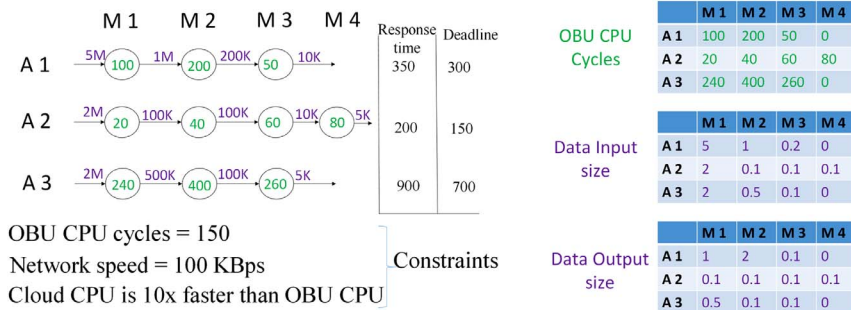 M 1 M 2 M 3 M 4
Response time Deadline
A 1 5M 100 1M 200 200K 50 10K 350 300
A 2 2M 20 100K 40 100K 60 10K 80 5K 200 150
A 3 2M 240 500K 400 100K 260 5K 900 700
OBU CPU cycles = 150
Network speed = 100 KBps
Cloud CPU is 10x faster than OBU CPU
Constraints
OBU CPU
Cycles
M 1 M 2 M 3 M 4
A 1 100 200 50 0
A 2 20 40 60 80
A 3 240 400 260 0
Data Input
size
M 1 M 2 M 3 M 4
A 1 5 1 0.2 0
A 2 2 0.1 0.1 0.1
A 3 2 0.5 0.1 0
Data Output
size
M 1 M 2 M 3 M 4
A 1 1 2 0.1 0
A 2 0.1 0.1 0.1 0.1
A 3 0.5 0.1 0.1 0